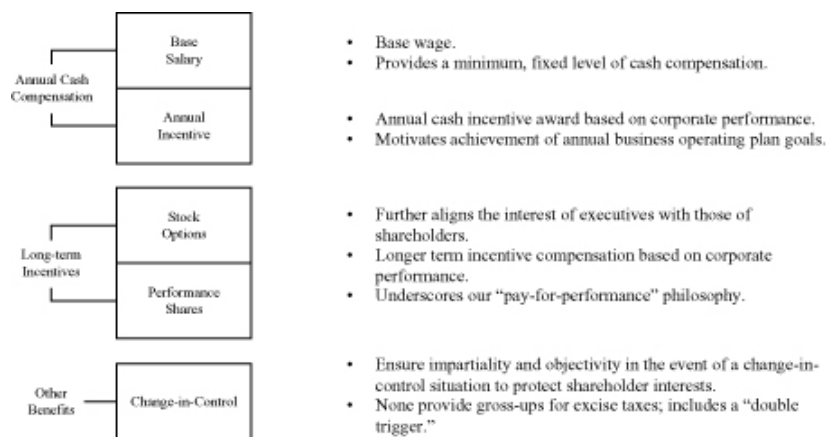 Annual Cash
Compensation
Base
Salary
• Base wage.
• Provides a minimum, fixed level of cash compensation.
Annual
Incentive
• Annual cash incentive award based on corporate performance.
• Motivates achievement of annual business operating plan goals.
Long-term
Incentives
Stock
Options
Performance
Shares
• Further aligns the interest of executives with those of
shareholders.
• Longer term incentive compensation based on corporate
performance.
• Underscores our “pay-for-performance” philosophy.
Other
Benefits
Change-in-Control
• Ensure impartiality and objectivity in the event of a change-in-
control situation to protect shareholder interests.
• None provide gross-ups for excise taxes; includes a “double
trigger.”